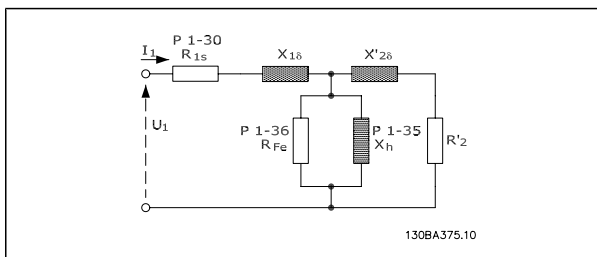 P 1-30
I1
R1s
X1δ
X'2δ
U1
P 1-36
RFe
P 1-35
Xh
R'2
130BA375.10